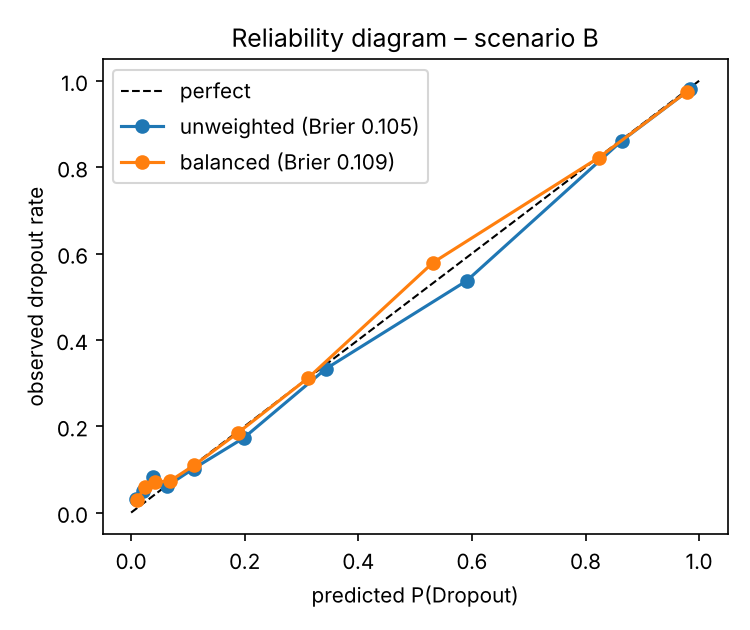 Reliability diagram – scenario B
perfect
unweighted (Brier 0.105)
balanced (Brier 0.109)
observed dropout rate
1.0
0.8
0.6
0.4
0.2
0.0
0.0 0.2 0.4 0.6 0.8 1.0
predicted P(Dropout)